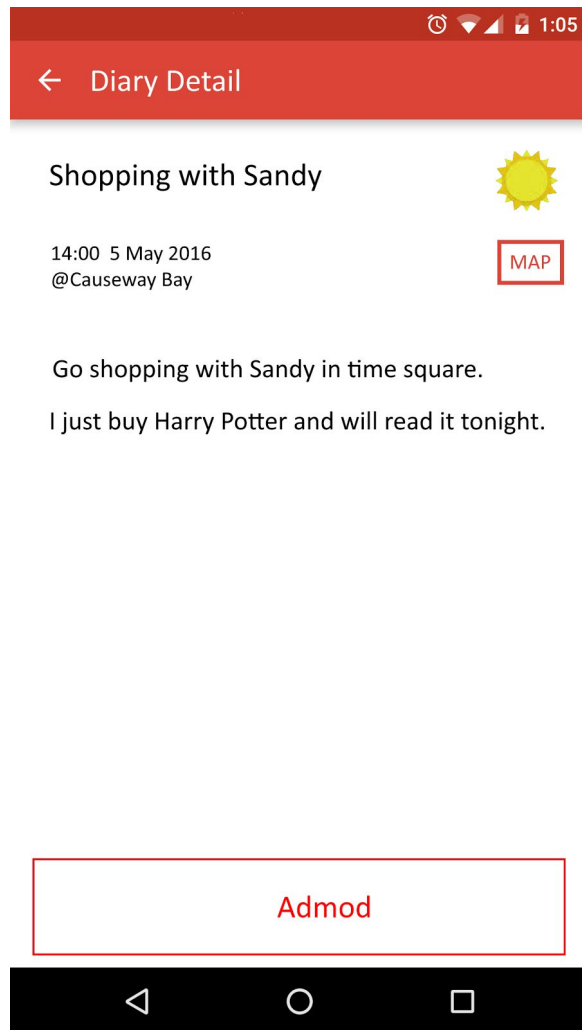 1:05
Diary Detail
Shopping with Sandy
14:00 5 May 2016
@Causeway Bay
MAP
Go shopping with Sandy in time square.
I just buy Harry Potter and will read it tonight.
Admod